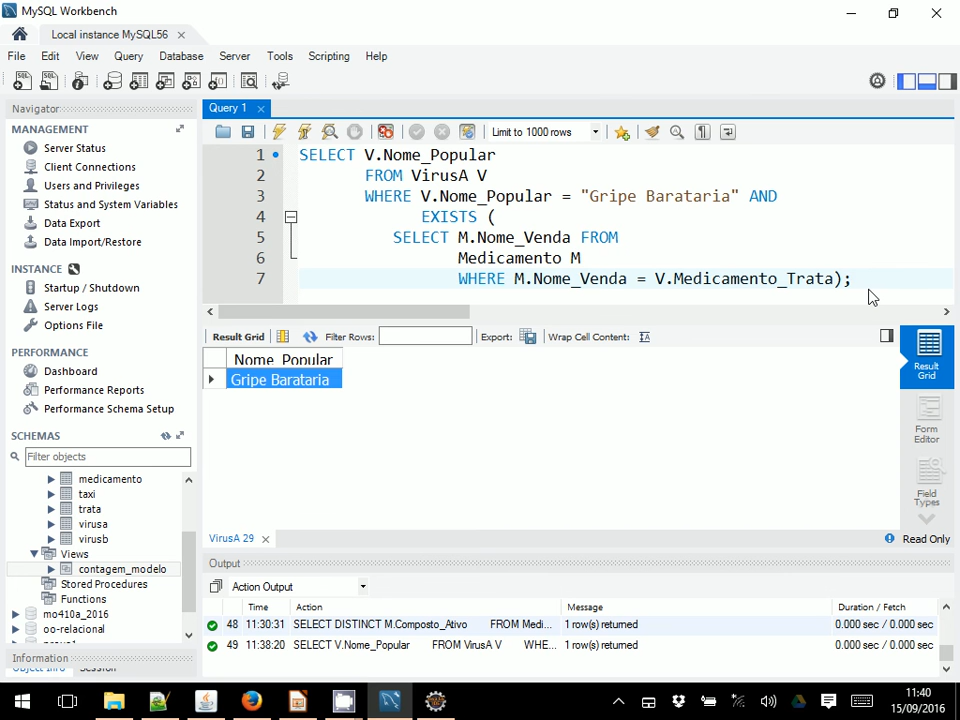 MySQL Workbench
Local instance MySQL56
File Edit View Query Database Server Tools Scripting Help
Navigator
MANAGEMENT
Server Status
Client Connections
Users and Privileges
Status and System Variables
Data Export
Data Import/Restore
INSTANCE
Startup / Shutdown
Server Logs
Options File
PERFORMANCE
Dashboard
Performance Reports
Performance Schema Setup
SCHEMAS
Filter objects
medicamento
taxi
trata
virusa
virusb
Views
contagem_modelo
Stored Procedures
Functions
mo410a_2016
oo-relacional
Information
Object Info Session
Query 1
Limit to 1000 rows
1 SELECT V.Nome_Popular
2 FROM VirusA V
3 WHERE V.Nome_Popular = "Gripe Barataria" AND
4 EXISTS (
5 SELECT M.Nome_Venda FROM
6 Medicamento M
7 WHERE M.Nome_Venda = V.Medicamento_Trata);
Result Grid Filter Rows: Export: Wrap Cell Content:
Nome_Popular
Gripe Barataria
Result Grid
Form Editor
Field Types
VirusA 29
Read Only
Output
Action Output
Time Action Message Duration / Fetch
48 11:30:31 SELECT DISTINCT M.Composto_Ativo FROM Medi... 1 row(s) returned 0.000 sec / 0.000 sec
49 11:38:20 SELECT V.Nome_Popular FROM VirusA V WHE... 1 row(s) returned 0.000 sec / 0.000 sec
11:40
15/09/2016